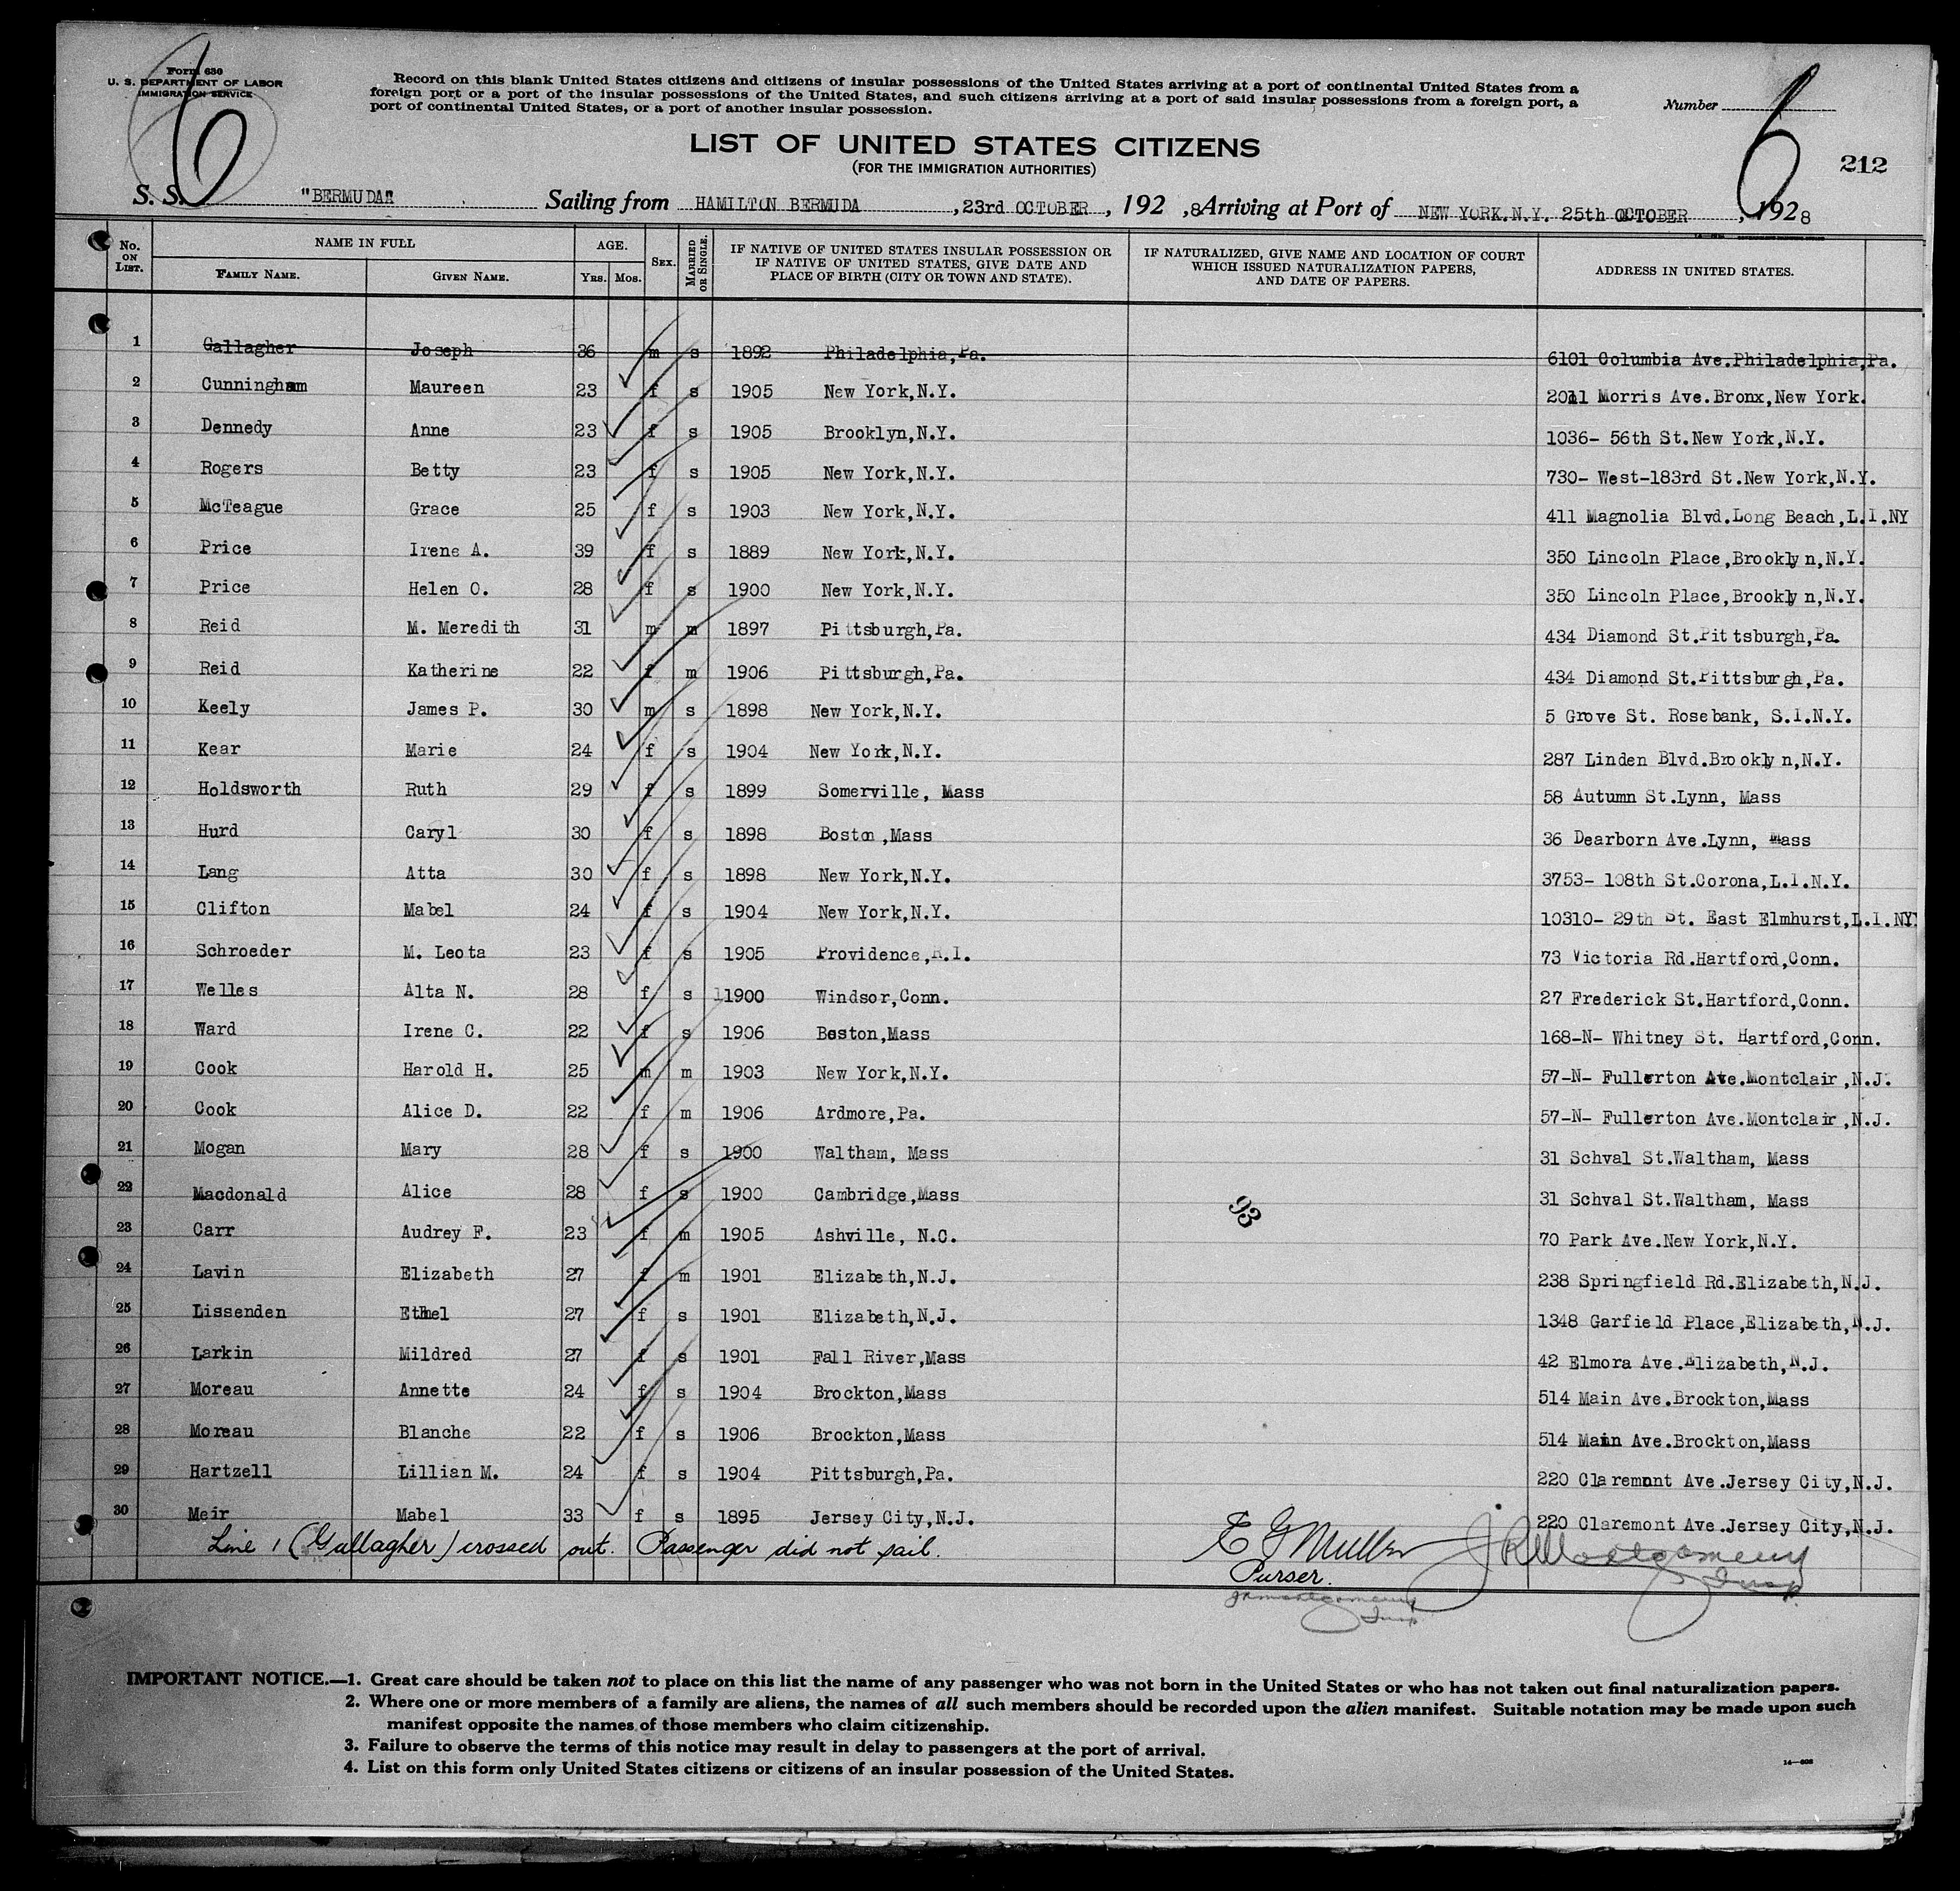 Form 630
U. S. DEPARTMENT OF LABOR
IMMIGRATION SERVICE
6
Record on this blank United States citizens and citizens of insular possessions of the United States arriving at a port of continental United States from a
foreign port or a port of the insular possessions of the United States, and such citizens arriving at a port of said insular possessions from a foreign port, a
port of continental United States, or a port of another insular possession.
Number 6
212
LIST OF UNITED STATES CITIZENS
(FOR THE IMMIGRATION AUTHORITIES)
S. S. "BERMUDA" Sailing from HAMILTON BERMUDA ,23rd OCTOBER , 192 ,8 Arriving at Port of NEW YORK.N.Y. 25th OCTOBER , 1928
No. ON LIST. NAME IN FULL AGE. SEX. MARRIED OR SINGLE. IF NATIVE OF UNITED STATES INSULAR POSSESSION OR IF NATIVE OF UNITED STATES, GIVE DATE AND PLACE OF BIRTH (CITY OR TOWN AND STATE). IF NATURALIZED, GIVE NAME AND LOCATION OF COURT WHICH ISSUED NATURALIZATION PAPERS, AND DATE OF PAPERS. ADDRESS IN UNITED STATES.
FAMILY NAME. GIVEN NAME. YRS. MOS.
1 Gallagher Joseph 36 m s 1892 Philadelphia,Pa. 6101 Columbia Ave.Philadelphia,Pa.
2 Cunningham Maureen 23 f s 1905 New York,N.Y. 2011 Morris Ave.Bronx,New York.
3 Dennedy Anne 23 f s 1905 Brooklyn,N.Y. 1036- 56th St.New York,N.Y.
4 Rogers Betty 23 f s 1905 New York,N.Y. 730- West-183rd St.New York,N.Y.
5 McTeague Grace 25 f s 1903 New York,N.Y. 411 Magnolia Blvd.Long Beach,L.I.NY
6 Price Irene A. 39 f s 1889 New York,N.Y. 350 Lincoln Place,Brooklyn,N.Y.
7 Price Helen O. 28 f s 1900 New York,N.Y. 350 Lincoln Place,Brooklyn,N.Y.
8 Reid M. Meredith 31 m m 1897 Pittsburgh,Pa. 434 Diamond St.Pittsburgh,Pa.
9 Reid Katherine 22 f m 1906 Pittsburgh,Pa. 434 Diamond St.Pittsburgh,Pa.
10 Keely James P. 30 m s 1898 New York,N.Y. 5 Grove St. Rosebank, S.I.N.Y.
11 Kear Marie 24 f s 1904 New York,N.Y. 287 Linden Blvd.Brooklyn,N.Y.
12 Holdsworth Ruth 29 f s 1899 Somerville, Mass 58 Autumn St.Lynn, Mass
13 Hurd Caryl 30 f s 1898 Boston,Mass 36 Dearborn Ave.Lynn, Mass
14 Lang Atta 30 f s 1898 New York,N.Y. 3753- 108th St.Corona,L.I.N.Y.
15 Clifton Mabel 24 f s 1904 New York,N.Y. 10310- 29th St. East Elmhurst,L.I.NY
16 Schroeder M. Leota 23 f s 1905 Providence,R.I. 73 Victoria Rd.Hartford,Conn.
17 Welles Alta N. 28 f s 1900 Windsor,Conn. 27 Frederick St.Hartford,Conn.
18 Ward Irene C. 22 f s 1906 Boston,Mass 168-N- Whitney St. Hartford,Conn.
19 Cook Harold H. 25 m m 1903 New York,N.Y. 57-N- Fullerton Ave.Montclair,N.J.
20 Cook Alice D. 22 f m 1906 Ardmore,Pa. 57-N- Fullerton Ave.Montclair,N.J.
21 Mogan Mary 28 f s 1900 Waltham, Mass 31 Schval St.Waltham, Mass
22 Macdonald Alice 28 f s 1900 Cambridge,Mass 31 Schval St.Waltham, Mass
93
23 Carr Audrey F. 23 f m 1905 Ashville, N.C. 70 Park Ave.New York,N.Y.
24 Lavin Elizabeth 27 f m 1901 Elizabeth,N.J. 238 Springfield Rd.Elizabeth,N.J.
25 Lissenden Ethel 27 f s 1901 Elizabeth,N.J. 1348 Garfield Place,Elizabeth,N.J.
26 Larkin Mildred 27 f s 1901 Fall River,Mass 42 Elmora Ave.Elizabeth,N.J.
27 Moreau Annette 24 f s 1904 Brockton,Mass 514 Main Ave.Brockton,Mass
28 Moreau Blanche 22 f s 1906 Brockton,Mass 514 Main Ave.Brockton,Mass
29 Hartzell Lillian M. 24 f s 1904 Pittsburgh,Pa. 220 Claremont Ave.Jersey City,N.J.
30 Meir Mabel 33 f s 1895 Jersey City,N.J. 220 Claremont Ave.Jersey City,N.J.
Line 1 (Gallagher) crossed out. Passenger did not sail. E G Muller J R Montgomery
Purser. Insp.
J R Montgomery
Insp.
IMPORTANT NOTICE.—1. Great care should be taken not to place on this list the name of any passenger who was not born in the United States or who has not taken out final naturalization papers.
2. Where one or more members of a family are aliens, the names of all such members should be recorded upon the alien manifest. Suitable notation may be made upon such
manifest opposite the names of those members who claim citizenship.
3. Failure to observe the terms of this notice may result in delay to passengers at the port of arrival.
4. List on this form only United States citizens or citizens of an insular possession of the United States.